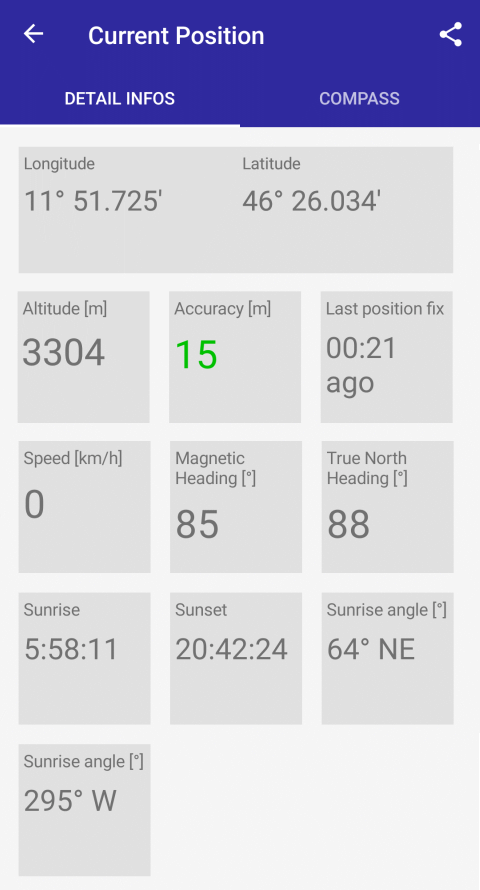 Current Position
DETAIL INFOS
COMPASS
Longitude
11° 51.725'
Latitude
46° 26.034'
Altitude [m]
3304
Accuracy [m]
15
Last position fix
00:21
ago
Speed [km/h]
0
Magnetic
Heading [°]
85
True North
Heading [°]
88
Sunrise
5:58:11
Sunset
20:42:24
Sunrise angle [°]
64° NE
Sunrise angle [°]
295° W